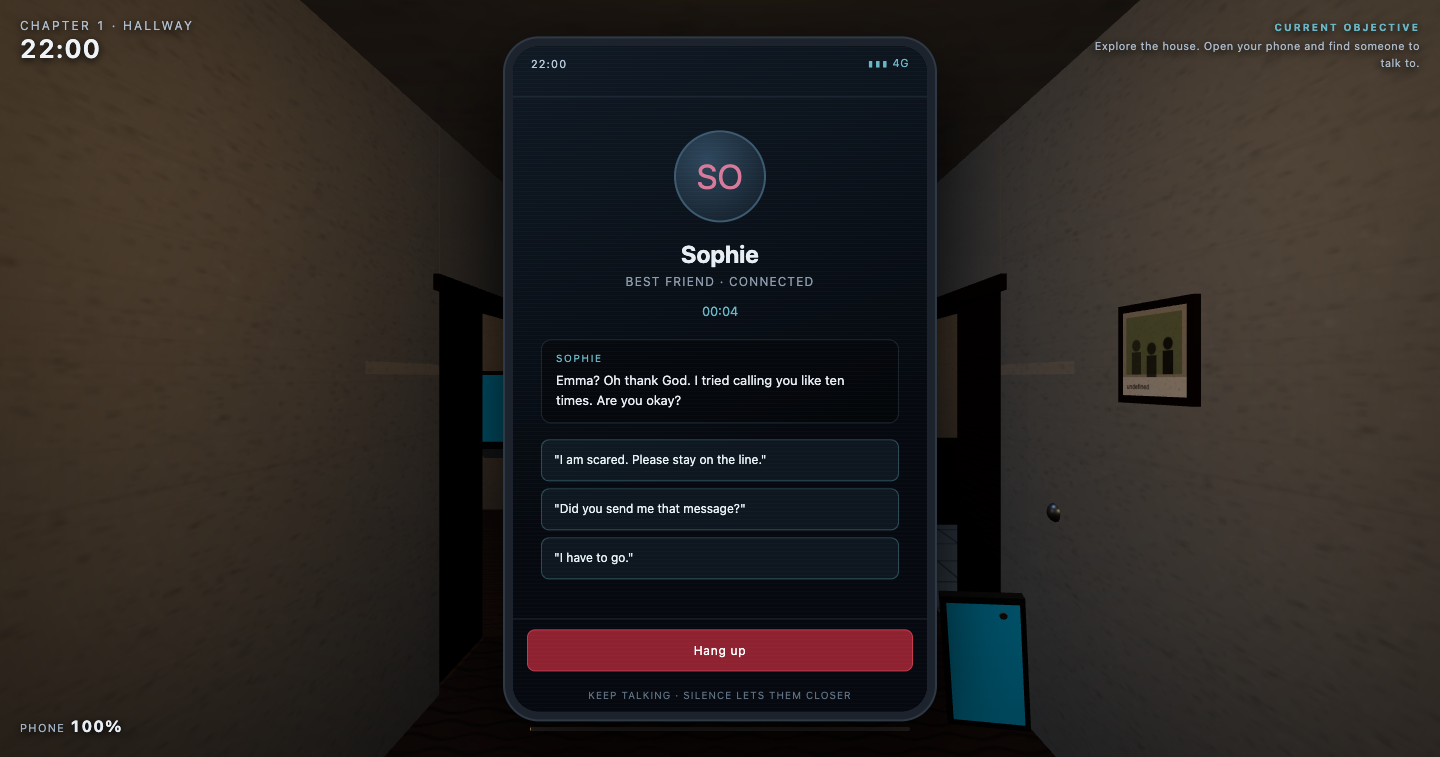 CHAPTER 1 · HALLWAY
22:00
CURRENT OBJECTIVE
Explore the house. Open your phone and find someone to
talk to.
22:00
4G
SO
Sophie
BEST FRIEND · CONNECTED
00:04
SOPHIE
Emma? Oh thank God. I tried calling you like ten
times. Are you okay?
"I am scared. Please stay on the line."
"Did you send me that message?"
"I have to go."
Hang up
KEEP TALKING · SILENCE LETS THEM CLOSER
undefined
PHONE 100%